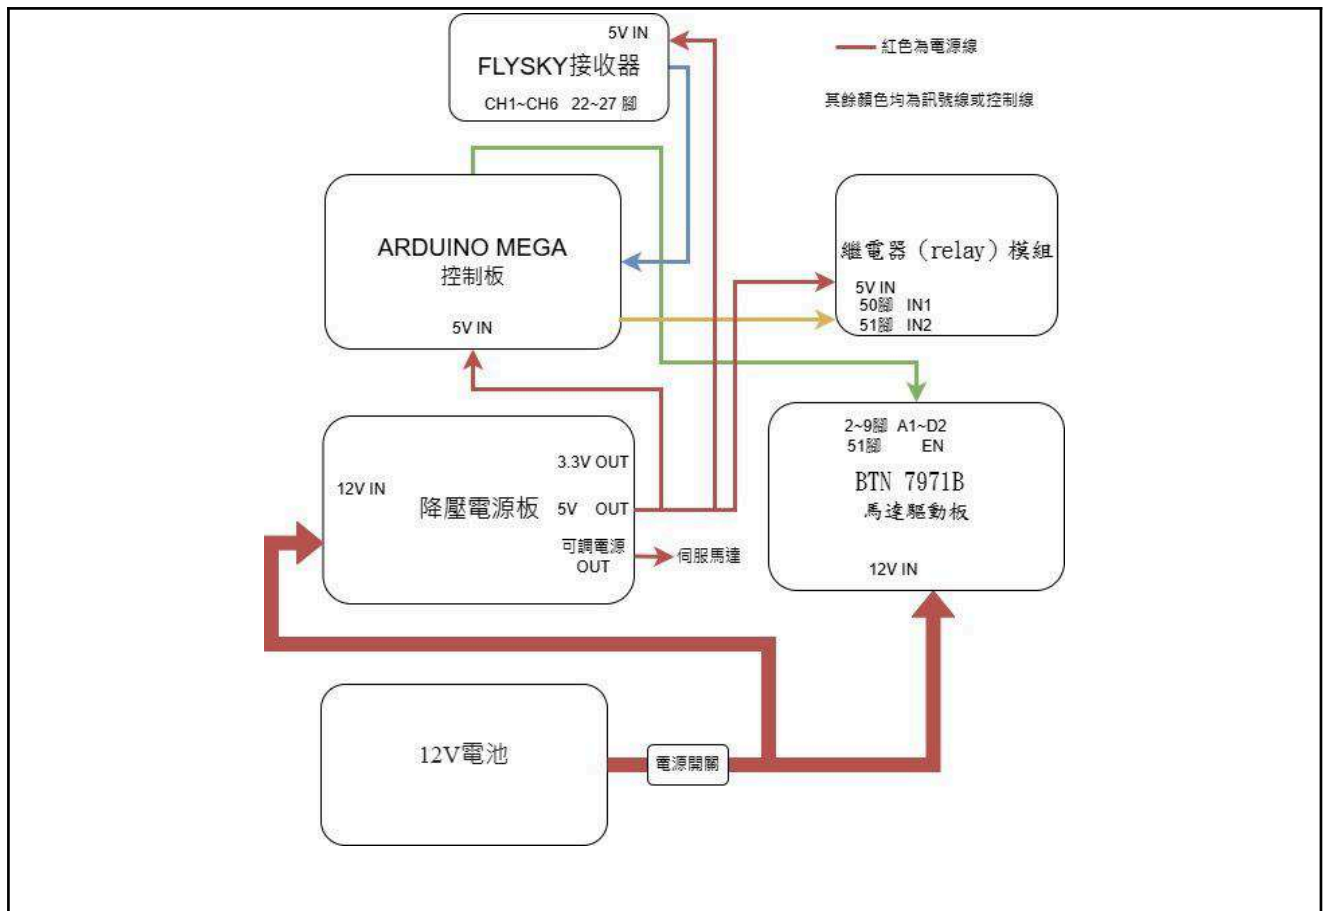 5V IN
FLYSKY接收器
CH1~CH6 22~27 腳
紅色為電源線
其餘顏色均為訊號線或控制線
ARDUINO MEGA
控制板
5V IN
繼電器（relay）模組
5V IN
50腳 IN1
51腳 IN2
12V IN
降壓電源板
3.3V OUT
5V OUT
可調電源
OUT
伺服馬達
2~9腳 A1~D2
51腳 EN
BTN 7971B
馬達驅動板
12V IN
12V電池
電源開關